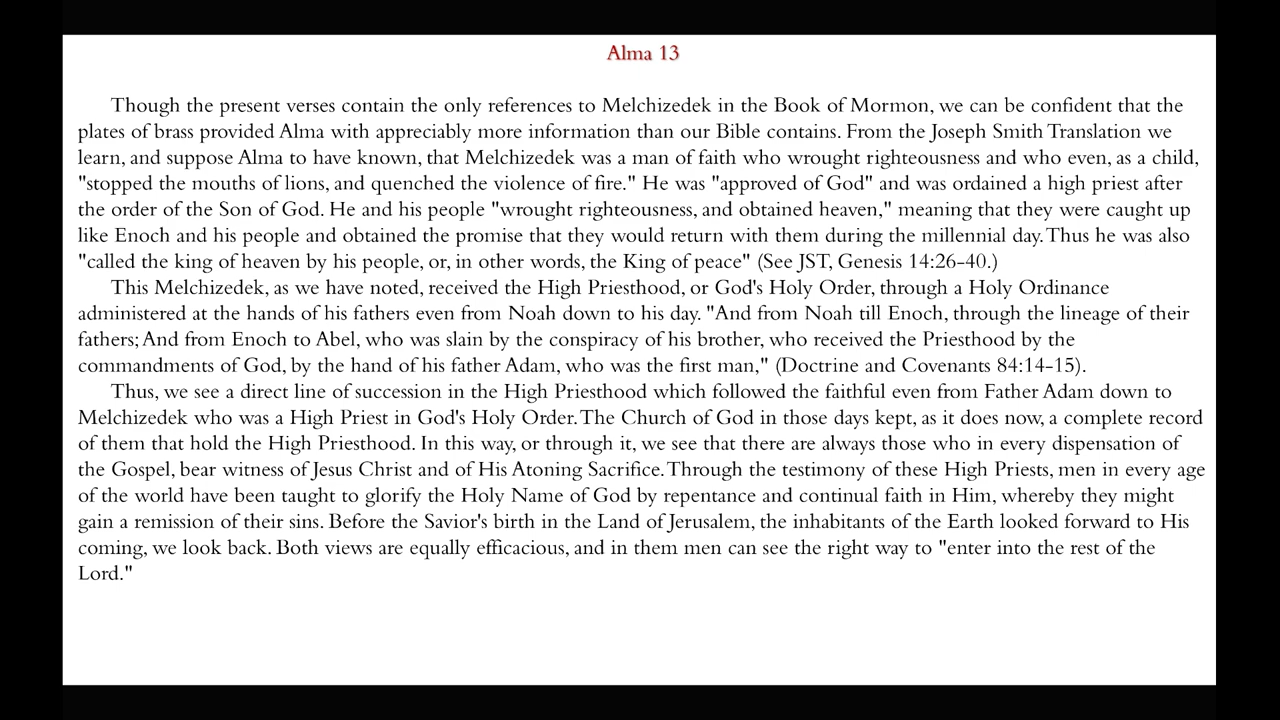 Alma 13
Though the present verses contain the only references to Melchizedek in the Book of Mormon, we can be confident that the
plates of brass provided Alma with appreciably more information than our Bible contains. From the Joseph Smith Translation we
learn, and suppose Alma to have known, that Melchizedek was a man of faith who wrought righteousness and who even, as a child,
"stopped the mouths of lions, and quenched the violence of fire." He was "approved of God" and was ordained a high priest after
the order of the Son of God. He and his people "wrought righteousness, and obtained heaven," meaning that they were caught up
like Enoch and his people and obtained the promise that they would return with them during the millennial day. Thus he was also
"called the king of heaven by his people, or, in other words, the King of peace" (See JST, Genesis 14:26-40.)
This Melchizedek, as we have noted, received the High Priesthood, or God's Holy Order, through a Holy Ordinance
administered at the hands of his fathers even from Noah down to his day. "And from Noah till Enoch, through the lineage of their
fathers; And from Enoch to Abel, who was slain by the conspiracy of his brother, who received the Priesthood by the
commandments of God, by the hand of his father Adam, who was the first man," (Doctrine and Covenants 84:14-15).
Thus, we see a direct line of succession in the High Priesthood which followed the faithful even from Father Adam down to
Melchizedek who was a High Priest in God's Holy Order. The Church of God in those days kept, as it does now, a complete record
of them that hold the High Priesthood. In this way, or through it, we see that there are always those who in every dispensation of
the Gospel, bear witness of Jesus Christ and of His Atoning Sacrifice. Through the testimony of these High Priests, men in every age
of the world have been taught to glorify the Holy Name of God by repentance and continual faith in Him, whereby they might
gain a remission of their sins. Before the Savior's birth in the Land of Jerusalem, the inhabitants of the Earth looked forward to His
coming, we look back. Both views are equally efficacious, and in them men can see the right way to "enter into the rest of the
Lord."